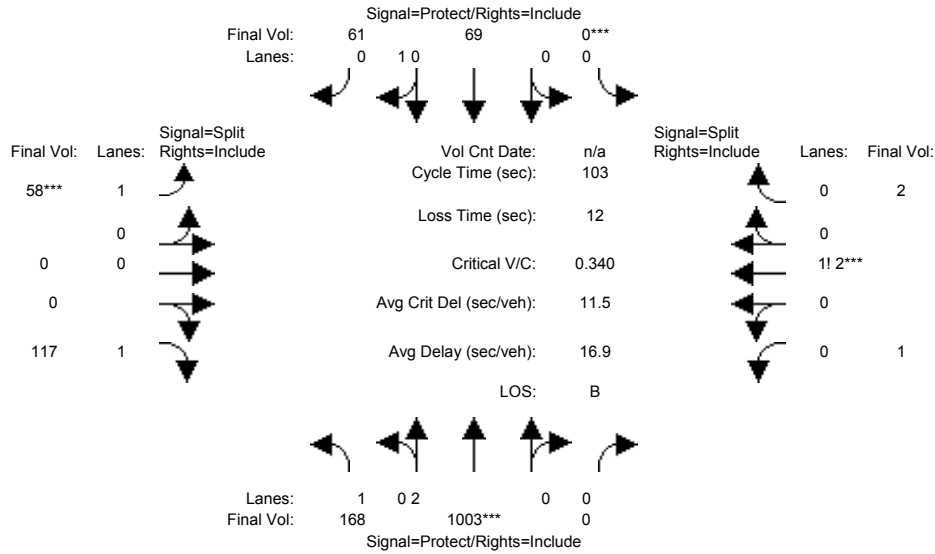 Signal=Protect/Rights=Include
Final Vol: 61 69 0***
Lanes: 0 1 0 0 0
Signal=Split Signal=Split
Final Vol: Lanes: Rights=Include Vol Cnt Date: n/a Rights=Include Lanes: Final Vol:
Cycle Time (sec): 103
58*** 1 0 2
Loss Time (sec): 12
0 0
0 0 Critical V/C: 0.340 1! 2***
0 Avg Crit Del (sec/veh): 11.5 0
117 1 Avg Delay (sec/veh): 16.9 0 1
LOS: B
Lanes: 1 0 2 0 0
Final Vol: 168 1003*** 0
Signal=Protect/Rights=Include